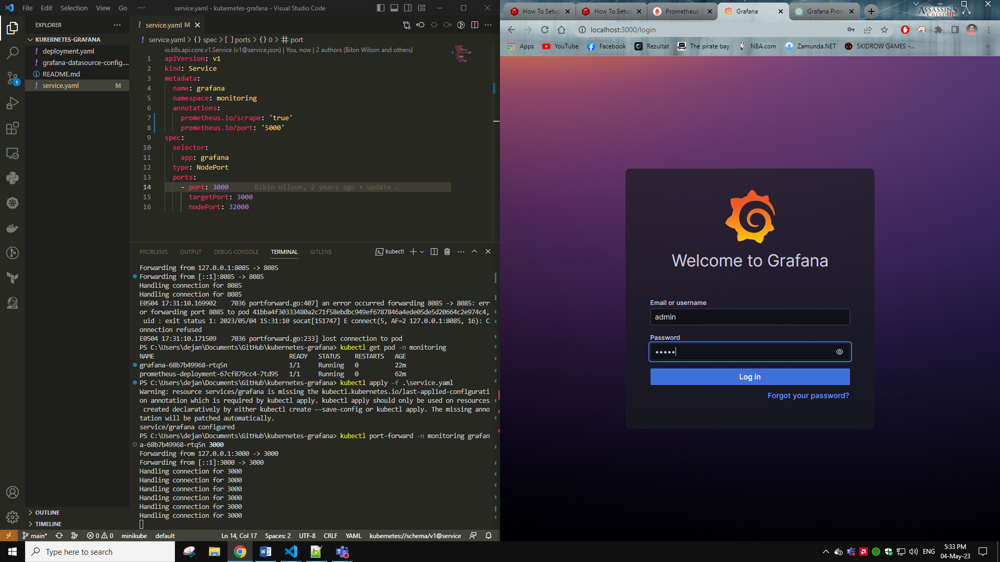 File Edit Selection View Go ··· service.yaml - kubernetes-grafana - Visual Studio Code
EXPLORER
KUBERNETES-GRAFANA
! deployment.yaml
! grafana-datasource-config....
README.md
! service.yaml M
! service.yaml M
! service.yaml > {} spec > [ ] ports > {} 0 > port
io.k8s.api.core.v1.Service (v1@service.json) | You, now | 2 authors (Bibin Wilson and others)
1 apiVersion: v1
2 kind: Service
3 metadata:
4 name: grafana
5 namespace: monitoring
6 annotations:
7 prometheus.io/scrape: 'true'
8 prometheus.io/port: '5000'
9 spec:
10 selector:
11 app: grafana
12 type: NodePort
13 ports:
14 - port: 3000 Bibin Wilson, 2 years ago • update …
15 targetPort: 3000
16 nodePort: 32000
PROBLEMS OUTPUT DEBUG CONSOLE TERMINAL GITLENS kubectl
Forwarding from 127.0.0.1:8085 -> 8085
Forwarding from [::1]:8085 -> 8085
Handling connection for 8085
Handling connection for 8085
E0504 17:31:10.169902 7036 portforward.go:407] an error occurred forwarding 8085 -> 8085: err
or forwarding port 8085 to pod 41bba4f30333480a2c71f58ebdbc949ef6787846a4ede05de5d20664c2e974c4,
uid : exit status 1: 2023/05/04 15:31:10 socat[151747] E connect(5, AF=2 127.0.0.1:8085, 16): C
onnection refused
E0504 17:31:10.171509 7036 portforward.go:233] lost connection to pod
PS C:\Users\dejan\Documents\GitHub\kubernetes-grafana> kubectl get pod -n monitoring
NAME READY STATUS RESTARTS AGE
grafana-68b7b49968-rtq5n 1/1 Running 0 22m
prometheus-deployment-67cf879cc4-7td95 1/1 Running 0 62m
PS C:\Users\dejan\Documents\GitHub\kubernetes-grafana> kubectl apply -f .\service.yaml
Warning: resource services/grafana is missing the kubectl.kubernetes.io/last-applied-configurati
on annotation which is required by kubectl apply. kubectl apply should only be used on resources
created declaratively by either kubectl create --save-config or kubectl apply. The missing anno
tation will be patched automatically.
service/grafana configured
PS C:\Users\dejan\Documents\GitHub\kubernetes-grafana> kubectl port-forward -n monitoring grafan
a-68b7b49968-rtq5n 3000
Forwarding from 127.0.0.1:3000 -> 3000
Forwarding from [::1]:3000 -> 3000
Handling connection for 3000
Handling connection for 3000
Handling connection for 3000
Handling connection for 3000
Handling connection for 3000
Handling connection for 3000
OUTLINE
TIMELINE
1
main* 0 0 minikube default Ln 14, Col 17 Spaces: 2 UTF-8 CRLF YAML kubernetes://schema/v1@service
How To Setup How To Setup Prometheus T Grafana Grafana Prom
ASSASSIN'S CREED III
localhost:3000/login
Apps YouTube Facebook Rezultat The pirate bay NBA.com Zamunda.NET SKIDROW GAMES -... »
Welcome to Grafana
Email or username
admin
Password
•••••
Log in
Forgot your password?
Type here to search
ENG
5:33 PM
04-May-23